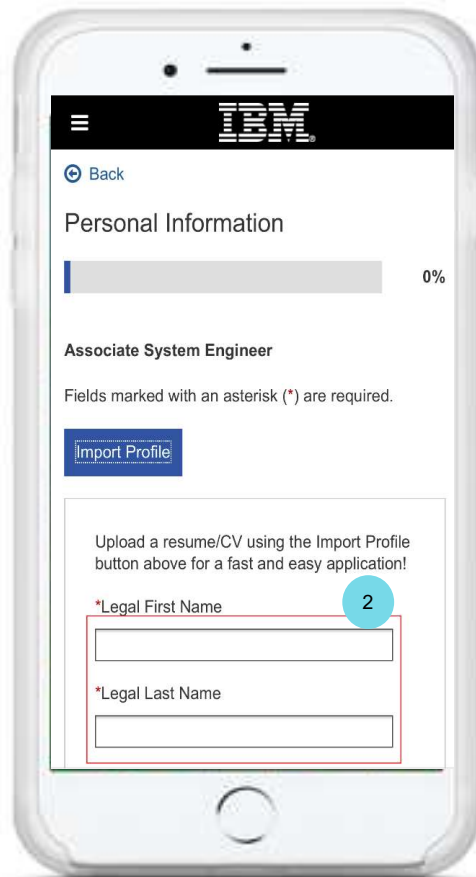 IBM®
Back
Personal Information
0%
Associate System Engineer
Fields marked with an asterisk (*) are required.
Import Profile
Upload a resume/CV using the Import Profile
button above for a fast and easy application!
*Legal First Name
2
*Legal Last Name